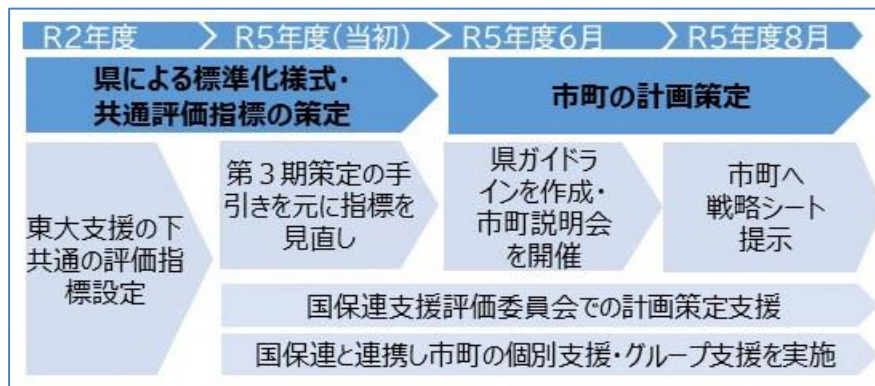 R2年度
R5年度(当初)
R5年度6月
R5年度8月
県による標準化様式・
共通評価指標の策定
市町の計画策定
東大支援の下
共通の評価指
標設定
第3期策定の手
引きを元に指標を
見直し
県ガイドラ
インを作成・
市町説明会
を開催
市町へ
戦略シート
提示
国保連支援評価委員会での計画策定支援
国保連と連携し市町の個別支援・グループ支援を実施